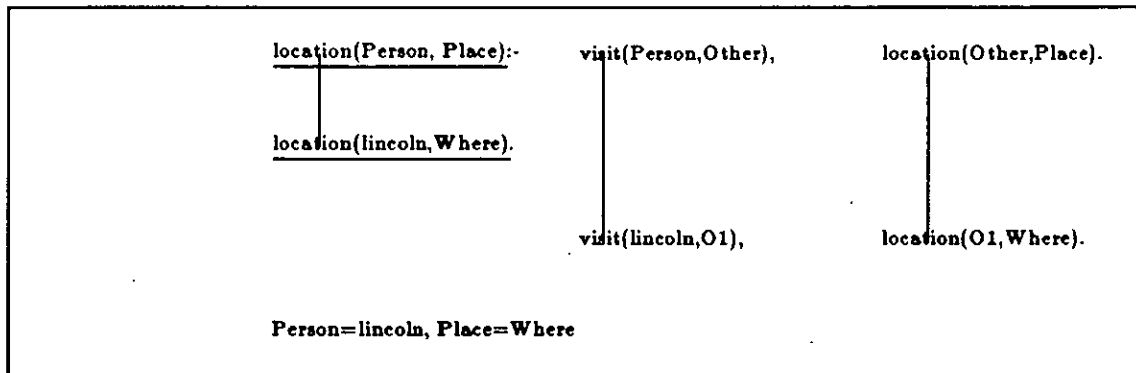 location(Person, Place):- visit(Person,Other), location(Other,Place).
location(lincoln,Where).
visit(lincoln,O1), location(O1,Where).
Person=lincoln, Place=Where